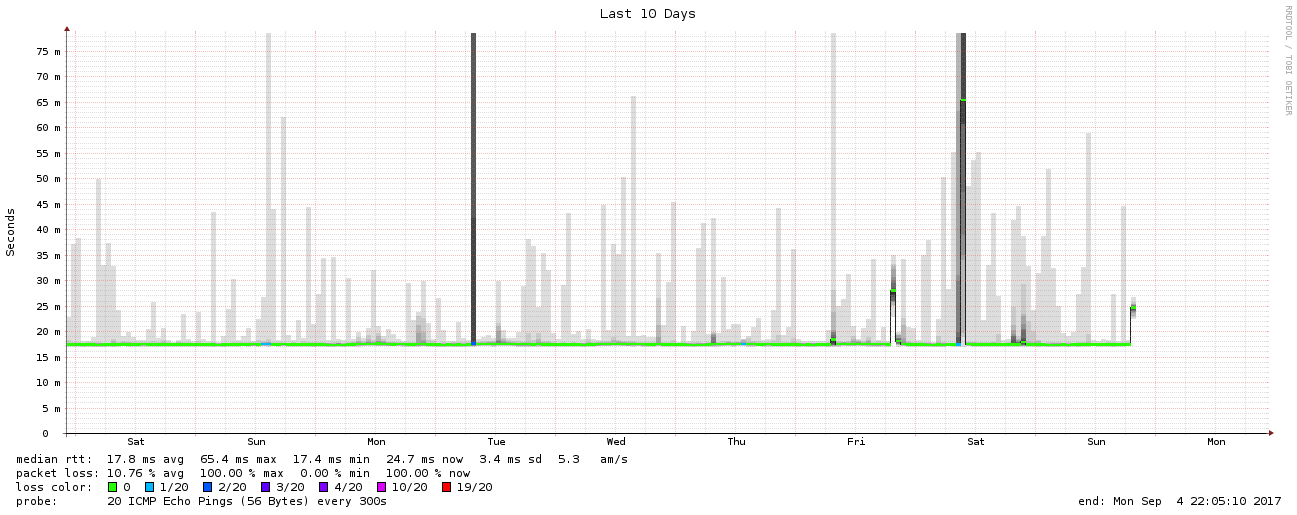 Last 10 Days
RRDTOOL / TOBI OETIKER
Seconds
75 m
70 m
65 m
60 m
55 m
50 m
45 m
40 m
35 m
30 m
25 m
20 m
15 m
10 m
5 m
0
Sat Sun Mon Tue Wed Thu Fri Sat Sun Mon
median rtt: 17.8 ms avg 65.4 ms max 17.4 ms min 24.7 ms now 3.4 ms sd 5.3 am/s
packet loss: 10.76 % avg 100.00 % max 0.00 % min 100.00 % now
loss color: 0 1/20 2/20 3/20 4/20 10/20 19/20
probe: 20 ICMP Echo Pings (56 Bytes) every 300s end: Mon Sep 4 22:05:10 2017